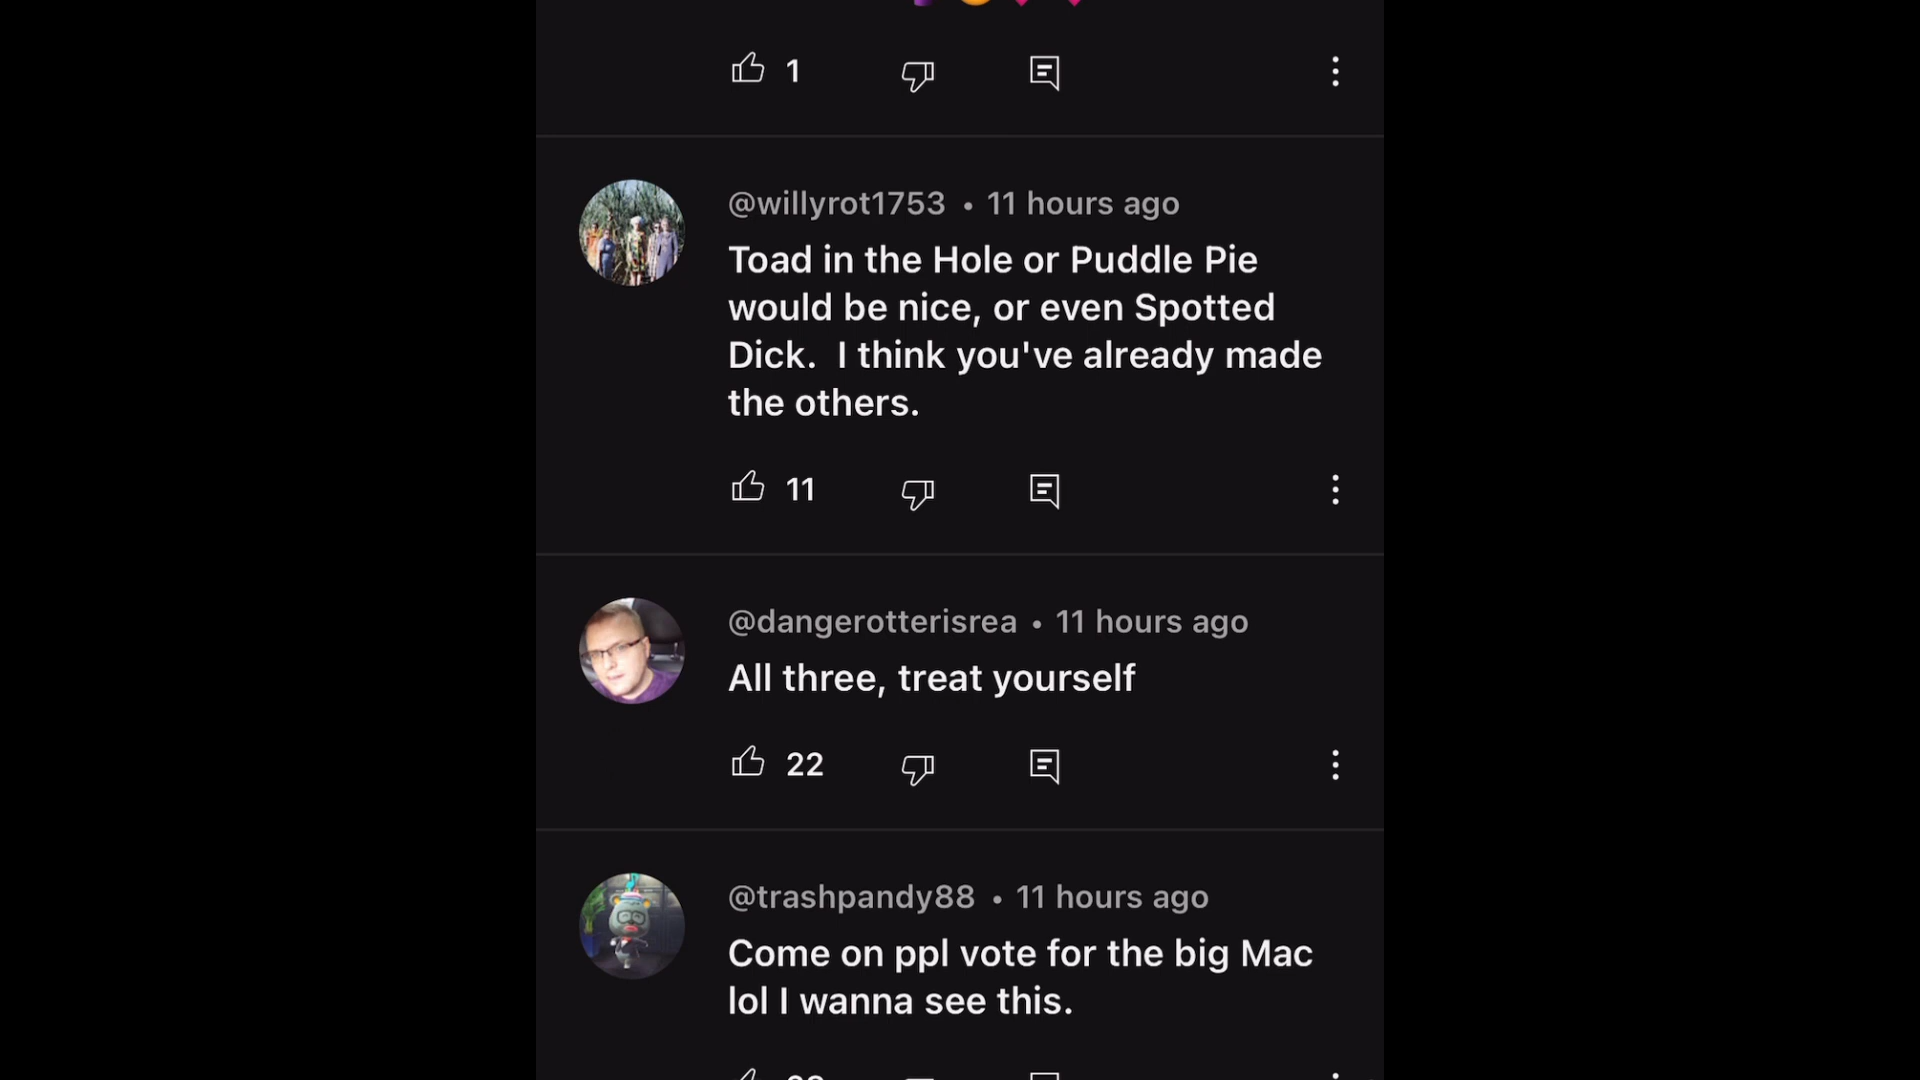 1
@willyrot1753 • 11 hours ago
Toad in the Hole or Puddle Pie
would be nice, or even Spotted
Dick.  I think you've already made
the others.
11
@dangerotterisrea • 11 hours ago
All three, treat yourself
22
@trashpandy88 • 11 hours ago
Come on ppl vote for the big Mac
lol I wanna see this.